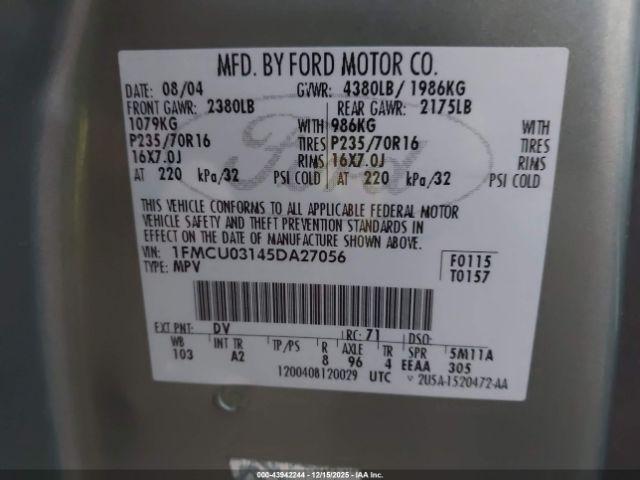 MFD. BY FORD MOTOR CO.
DATE: 08/04 GVWR: 4380LB/ 1986KG
FRONT GAWR: 2380LB REAR GAWR: 2175LB
1079KG WITH 986KG WITH
P235/70R16 TIRES P235/70R16 TIRES
16X7.0J RIMS 16X7.0J RIMS
AT 220 kPa/32 PSI COLD AT 220 kPa/32 PSI COLD
THIS VEHICLE CONFORMS TO ALL APPLICABLE FEDERAL MOTOR
VEHICLE SAFETY AND THEFT PREVENTION STANDARDS IN
EFFECT ON THE DATE OF MANUFACTURE SHOWN ABOVE.
VIN: 1FMCU03145DA27056 F0115
TYPE: MPV T0157
EXT PNT: DV RC: 71 DSO:
WB INT TR TP/PS R AXLE TR SPR 5M11A
103 A2 8 96 4 EEAA 305
1200408120029 UTC 2U5A-1520472-AA
Ford
000-43942244 - 12/15/2025 - Copyright © IAA, Inc. All Rights Reserved